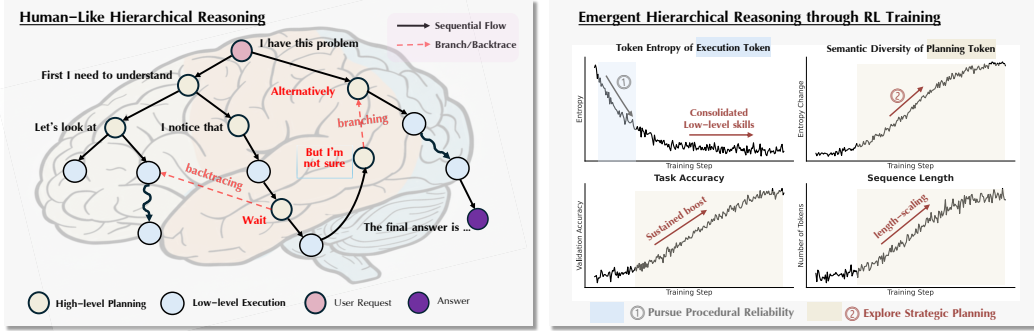 Human-Like Hierarchical Reasoning
Sequential Flow
Branch/Backtrace
I have this problem
First I need to understand
Alternatively
Let's look at
I notice that
branching
But I'm
not sure
backtracing
Wait
The final answer is ...
High-level Planning
Low-level Execution
User Request
Answer
Emergent Hierarchical Reasoning through RL Training
Token Entropy of Execution Token
Entropy
①
Consolidated
Low-level skills
Training Step
Semantic Diversity of Planning Token
Entropy Change
②
Training Step
Task Accuracy
Validation Accuracy
Sustained boost
Training Step
Sequence Length
Number of Tokens
length-scaling
Training Step
① Pursue Procedural Reliability
② Explore Strategic Planning